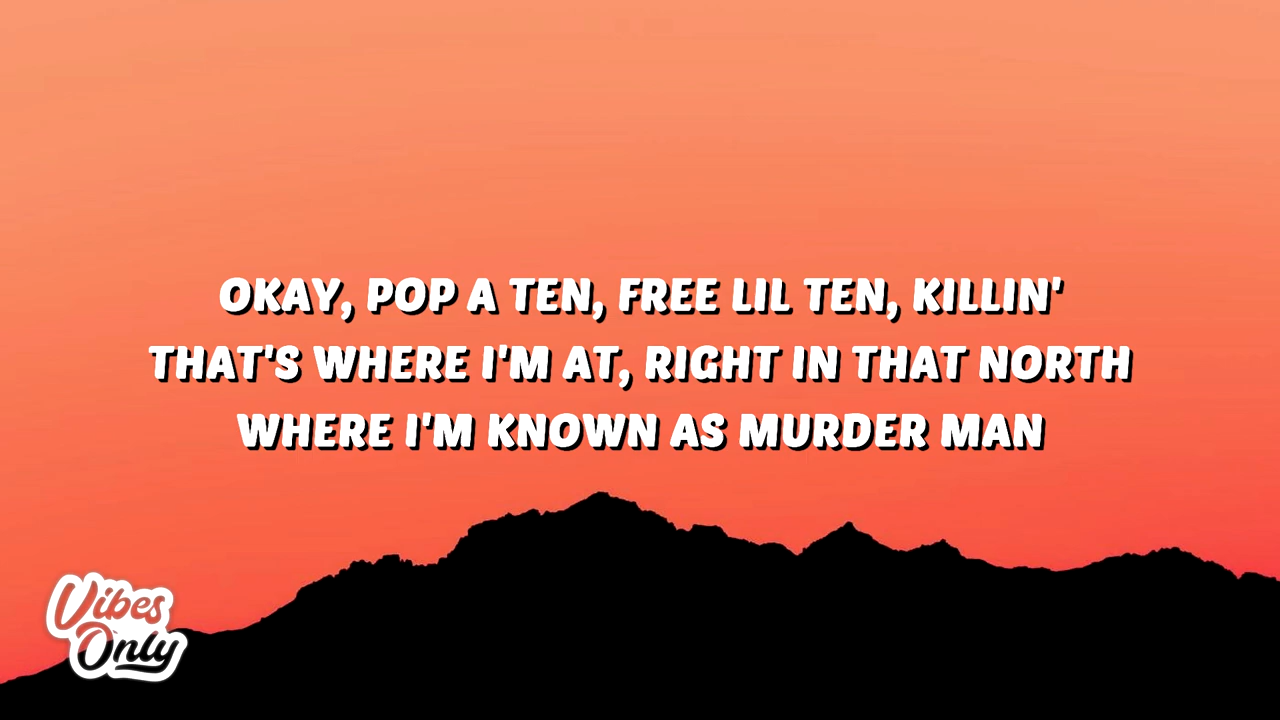 OKAY, POP A TEN, FREE LIL TEN, KILLIN'
THAT'S WHERE I'M AT, RIGHT IN THAT NORTH
WHERE I'M KNOWN AS MURDER MAN
Vibes
Only